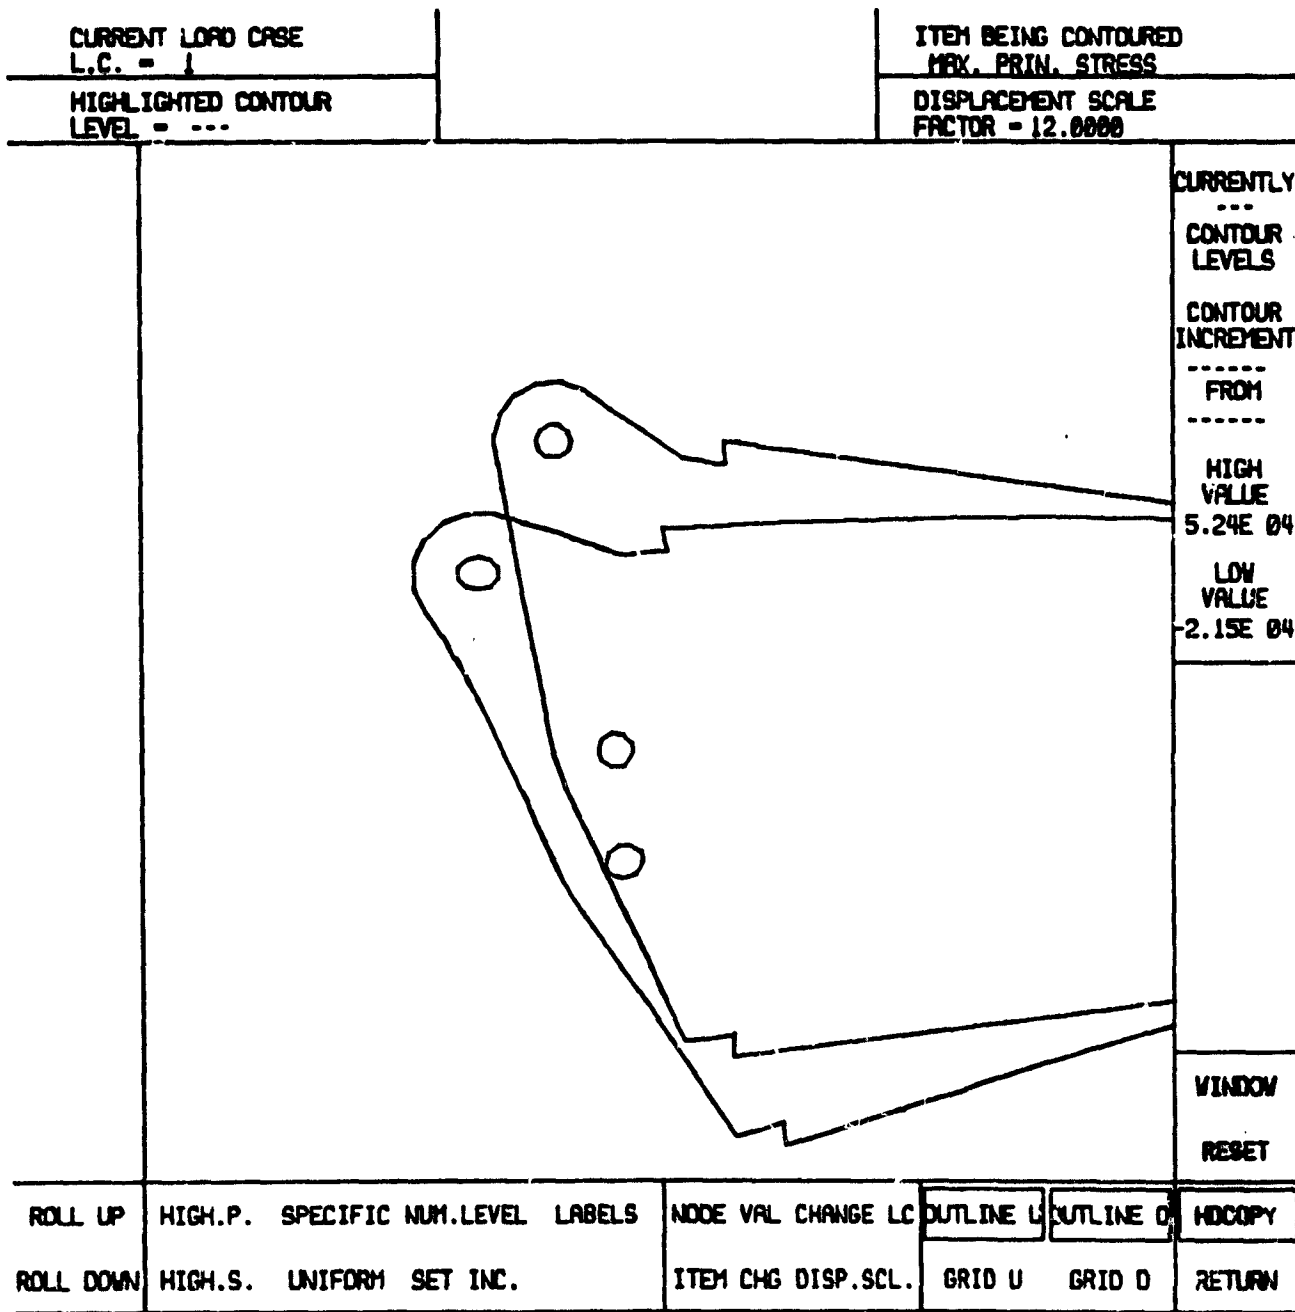 CURRENT LOAD CASE
L.C. = 1
HIGHLIGHTED CONTOUR
LEVEL = ---
ITEM BEING CONTOURED
MAX. PRIN. STRESS
DISPLACEMENT SCALE
FACTOR = 12.0000
CURRENTLY
---
CONTOUR
LEVELS
CONTOUR
INCREMENT
------
FROM
------
HIGH
VALUE
5.24E 04
LOW
VALUE
-2.15E 04
WINDOW
RESET
ROLL UP HIGH.P. SPECIFIC NUM.LEVEL LABELS NODE VAL CHANGE LC OUTLINE U OUTLINE D HDCOPY
ROLL DOWN HIGH.S. UNIFORM SET INC. ITEM CHG DISP.SCL. GRID U GRID D RETURN